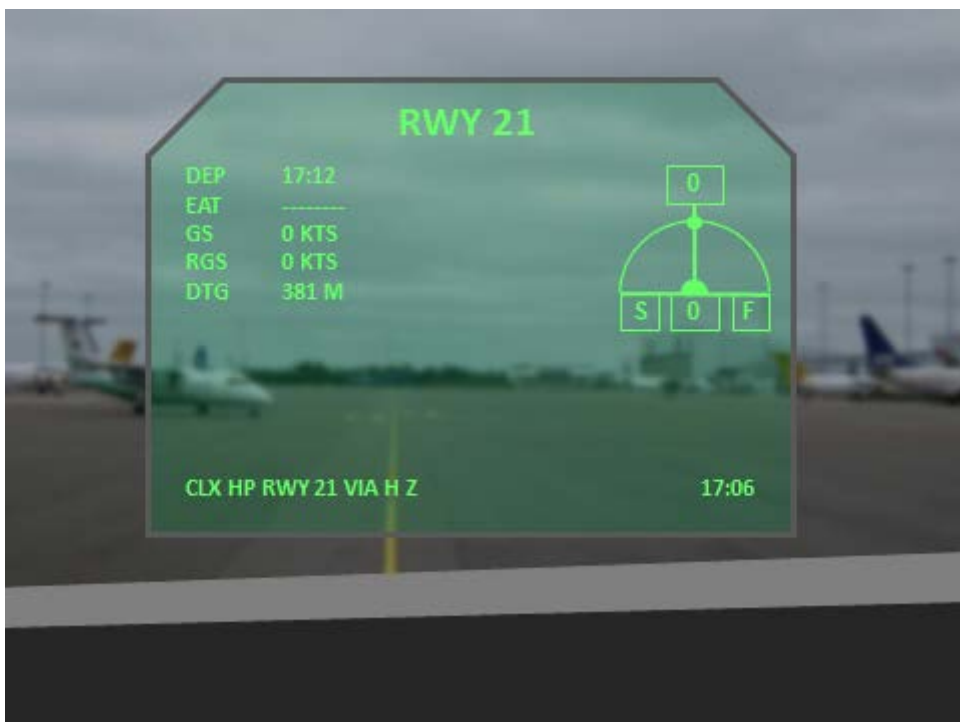 RWY 21
DEP 17:12
EAT --------
GS 0 KTS
RGS 0 KTS
DTG 381 M
0
S 0 F
CLX HP RWY 21 VIA H Z 17:06